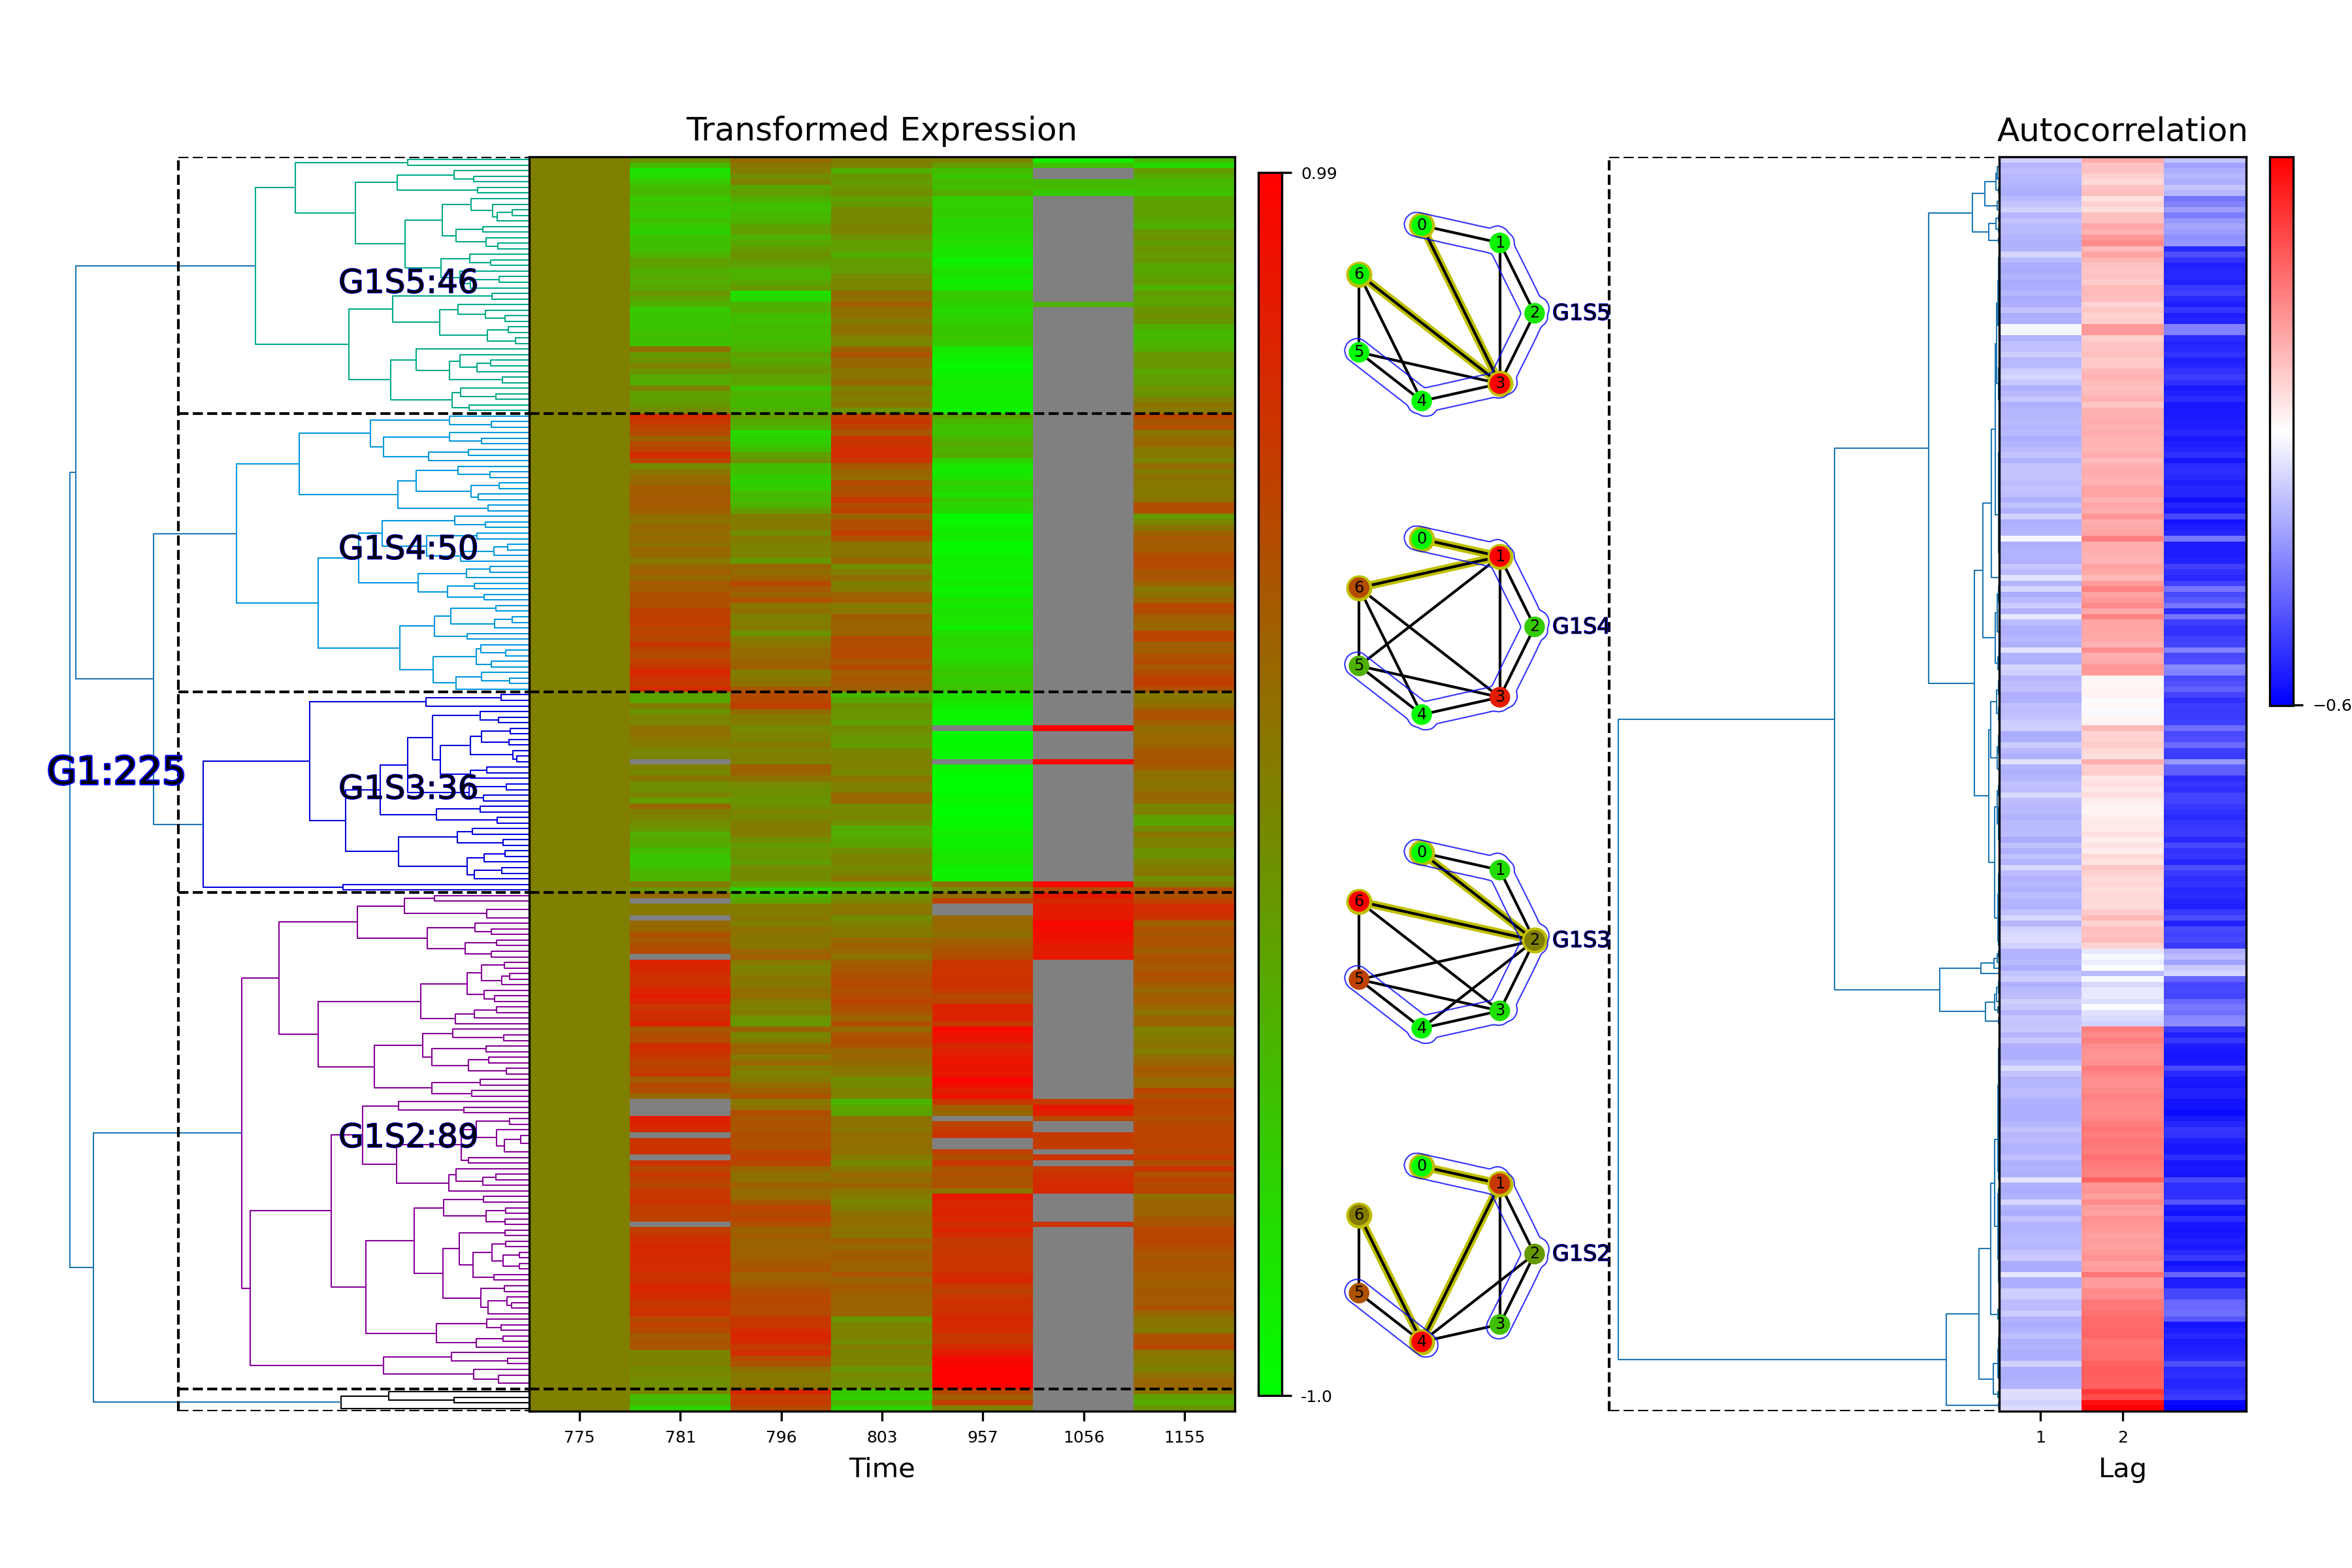 Transformed Expression
Autocorrelation
0.99
0
1
6
G1S5:46
2 G1S5
5
3
4
0
G1S4:50
1
6
2 G1S4
5
3
4
−0.6
G1:225
G1S3:36
0
1
6
2 G1S3
5
3
4
G1S2:89
0
1
6
2 G1S2
5
3
4
-1.0
775 781 796 803 957 1056 1155
1 2
Time
Lag